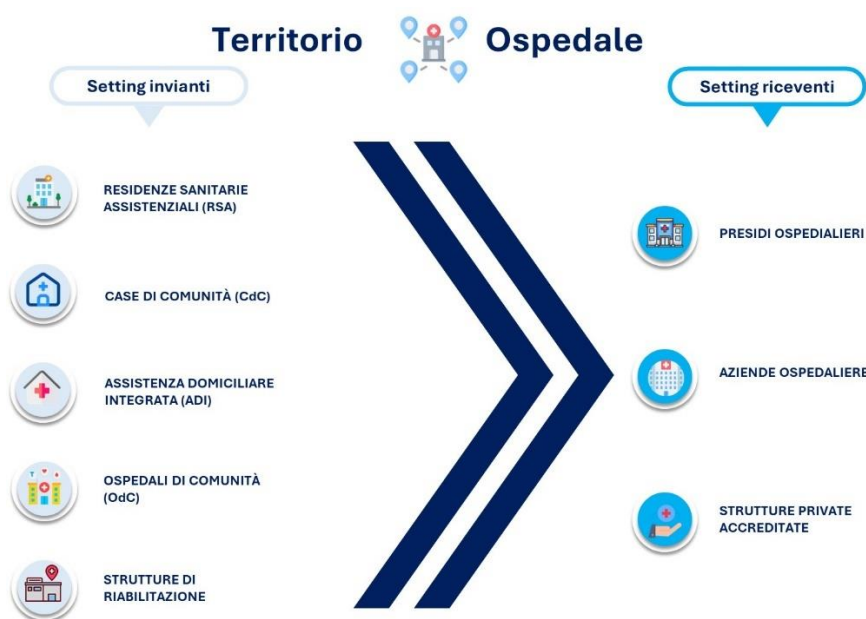 Territorio Ospedale
Setting invianti
Setting riceventi
RESIDENZE SANITARIE
ASSISTENZIALI (RSA)
CASE DI COMUNITÀ (CdC)
ASSISTENZA DOMICILIARE
INTEGRATA (ADI)
OSPEDALI DI COMUNITÀ
(OdC)
STRUTTURE DI
RIABILITAZIONE
PRESIDI OSPEDIALIERI
AZIENDE OSPEDALIERE
STRUTTURE PRIVATE
ACCREDITATE